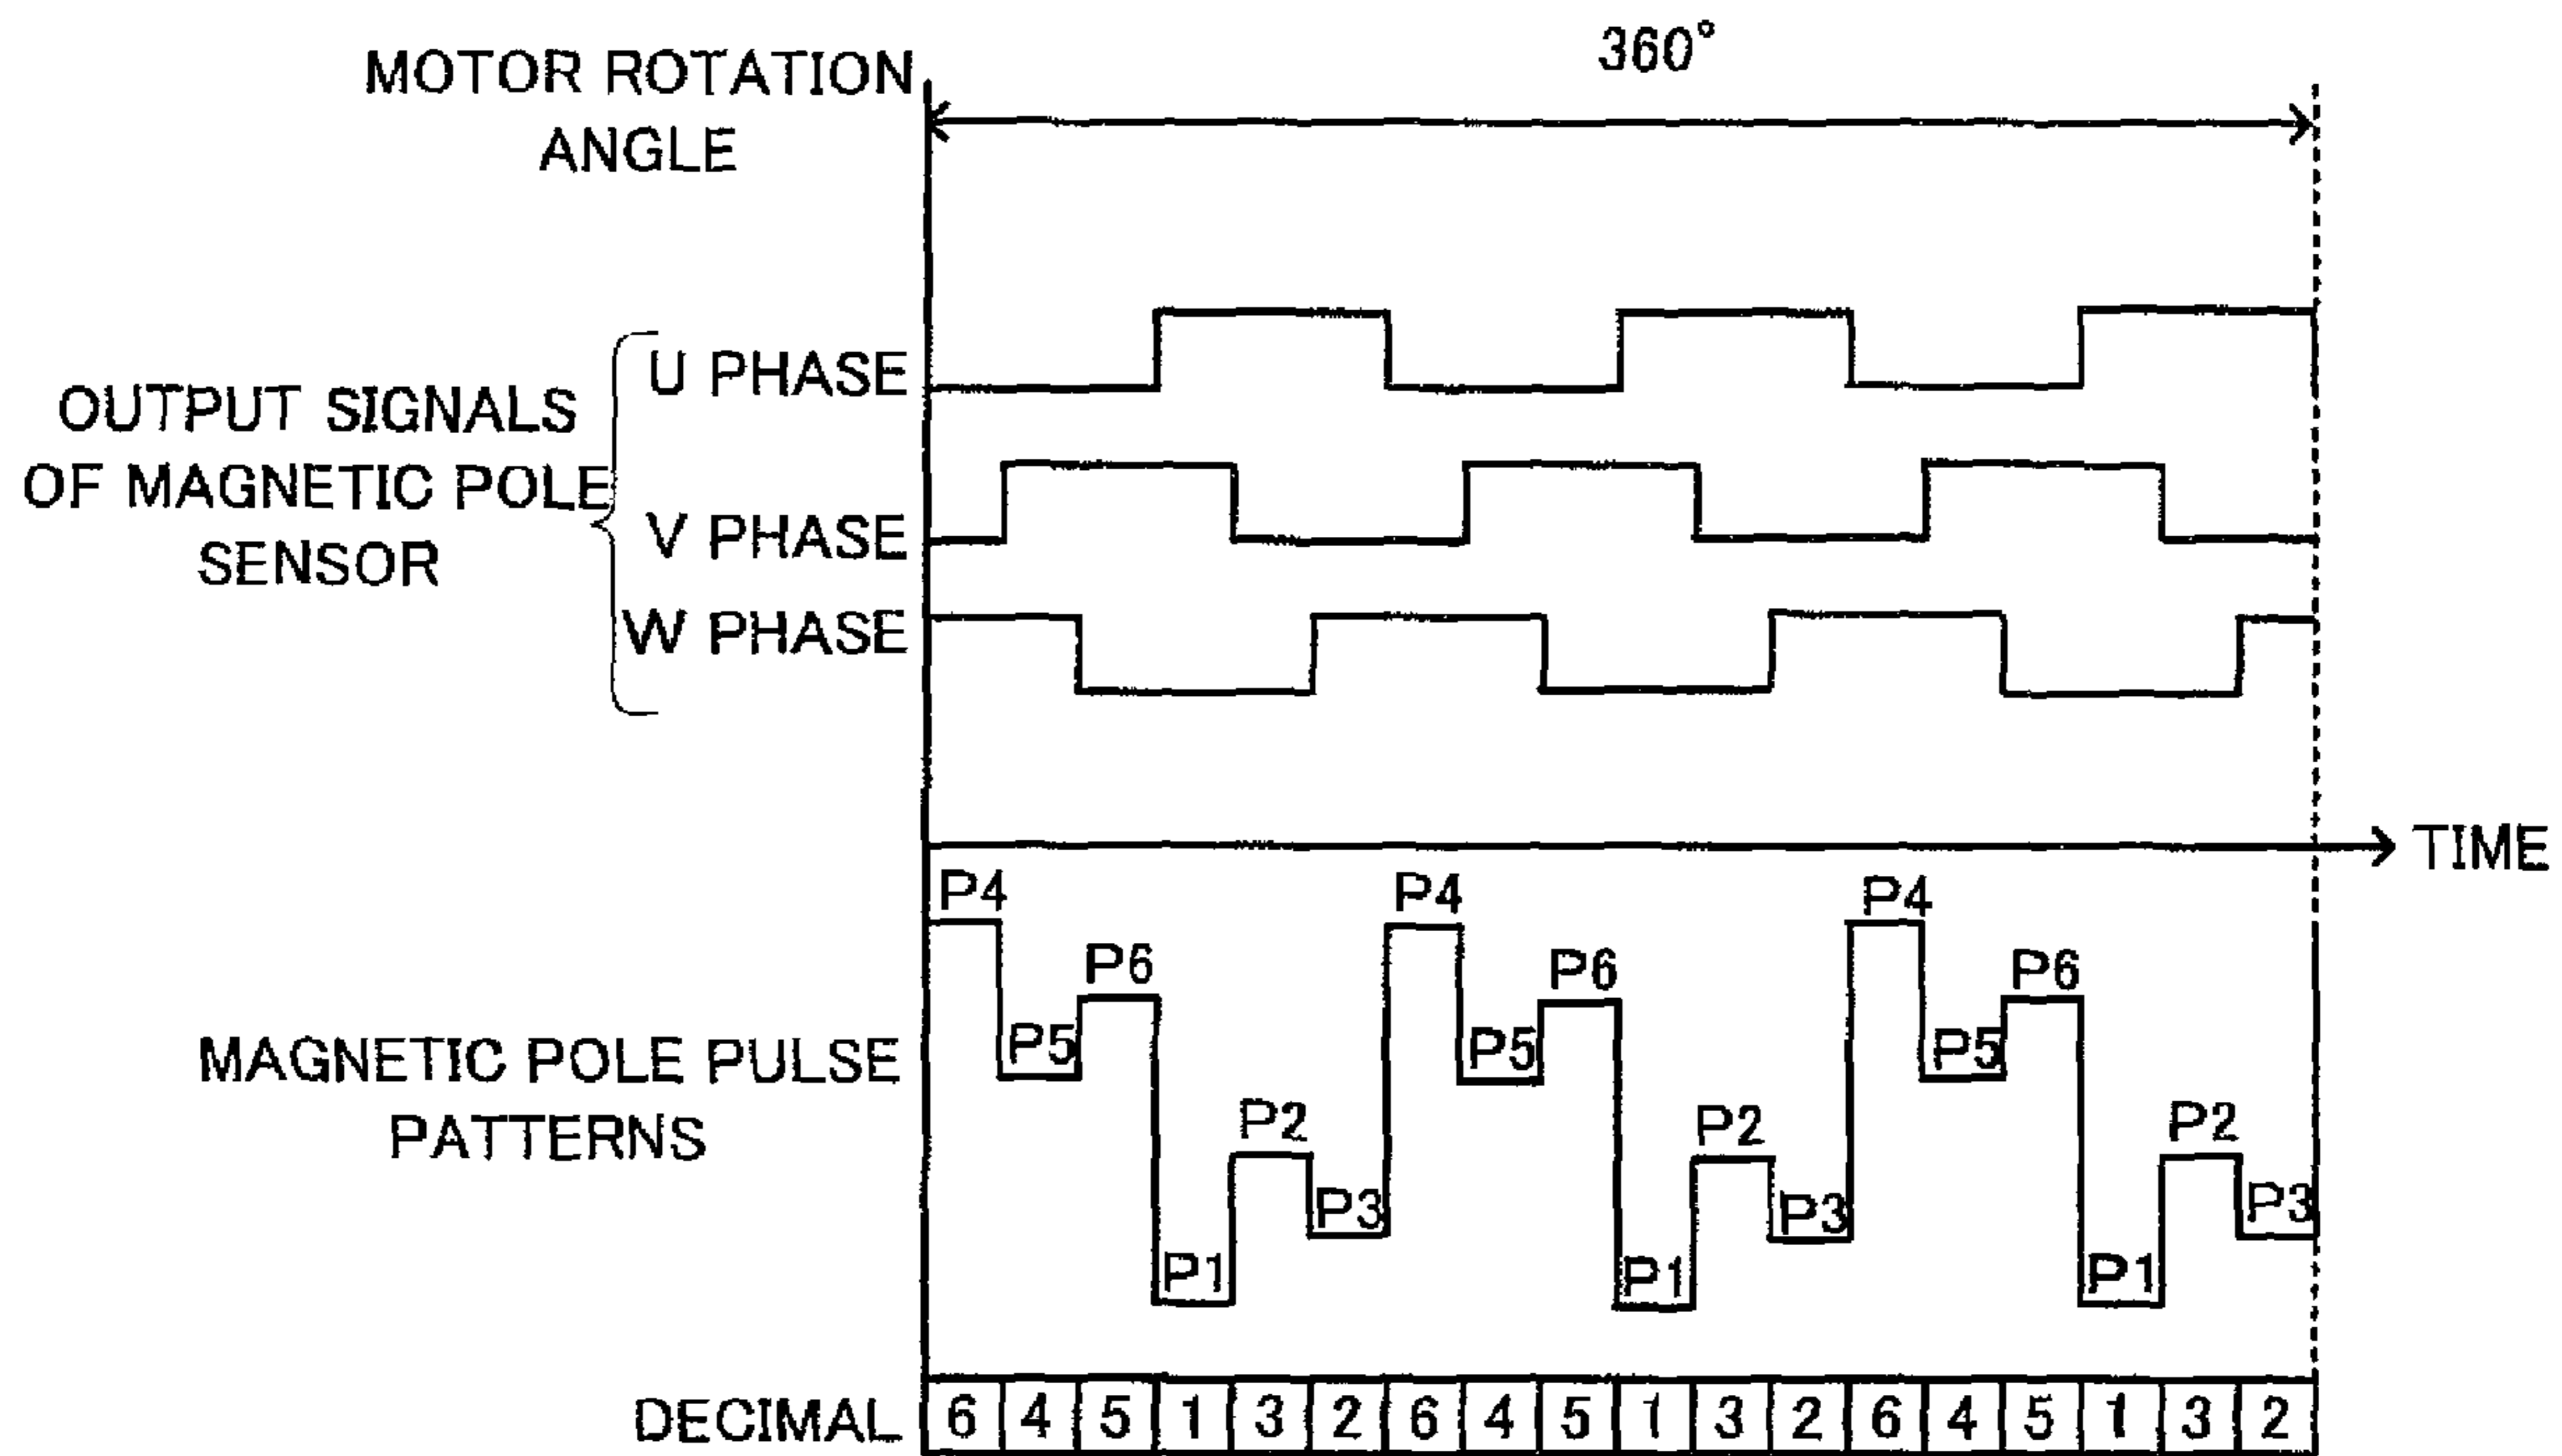 MOTOR ROTATION
ANGLE
360°
OUTPUT SIGNALS
OF MAGNETIC POLE
SENSOR
U PHASE
V PHASE
W PHASE
TIME
P4 P4 P4
P6 P6 P6
P5 P5 P5
MAGNETIC POLE PULSE
PATTERNS
P2 P2 P2
P3 P3 P3
P1 P1 P1
DECIMAL 6 4 5 1 3 2 6 4 5 1 3 2 6 4 5 1 3 2